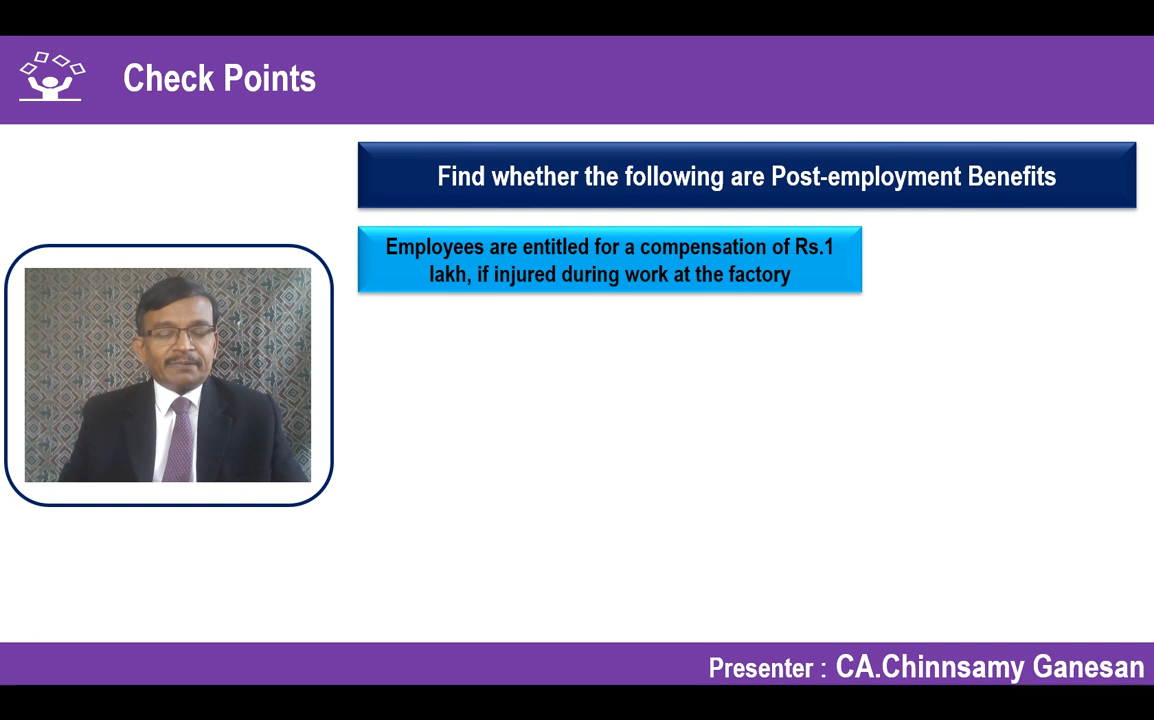 Check Points
Find whether the following are Post-employment Benefits
Employees are entitled for a compensation of Rs.1
lakh, if injured during work at the factory
Presenter : CA.Chinnsamy Ganesan